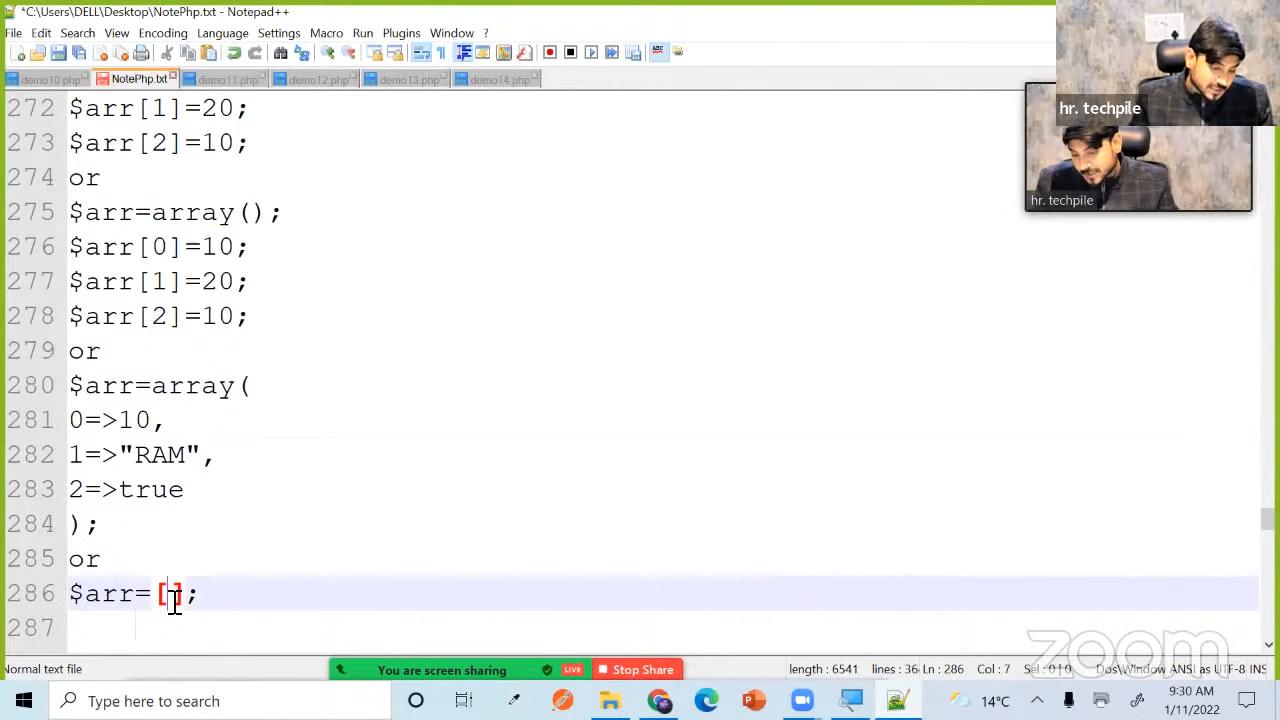 *C:\Users\DELL\Desktop\NotePhp.txt - Notepad++
File Edit Search View Encoding Language Settings Macro Run Plugins Window ?
demo10.php NotePhp.txt demo11.php demo12.php demo13.php demo14.php
hr. techpile
hr. techpile
272 $arr[1]=20;
273 $arr[2]=10;
274 or
275 $arr=array();
276 $arr[0]=10;
277 $arr[1]=20;
278 $arr[2]=10;
279 or
280 $arr=array(
281 0=>10,
282 1=>"RAM",
283 2=>true
284 );
285 or
286 $arr=[];
287
zoom
Normal text file length : 6541 lines : 36 Ln : 286 Col : 7 Sel : 0 | 0 Dos\Window ANSI as UTF-8 INS
You are screen sharing LIVE Stop Share
Type here to search 14°C 9:30 AM
1/11/2022